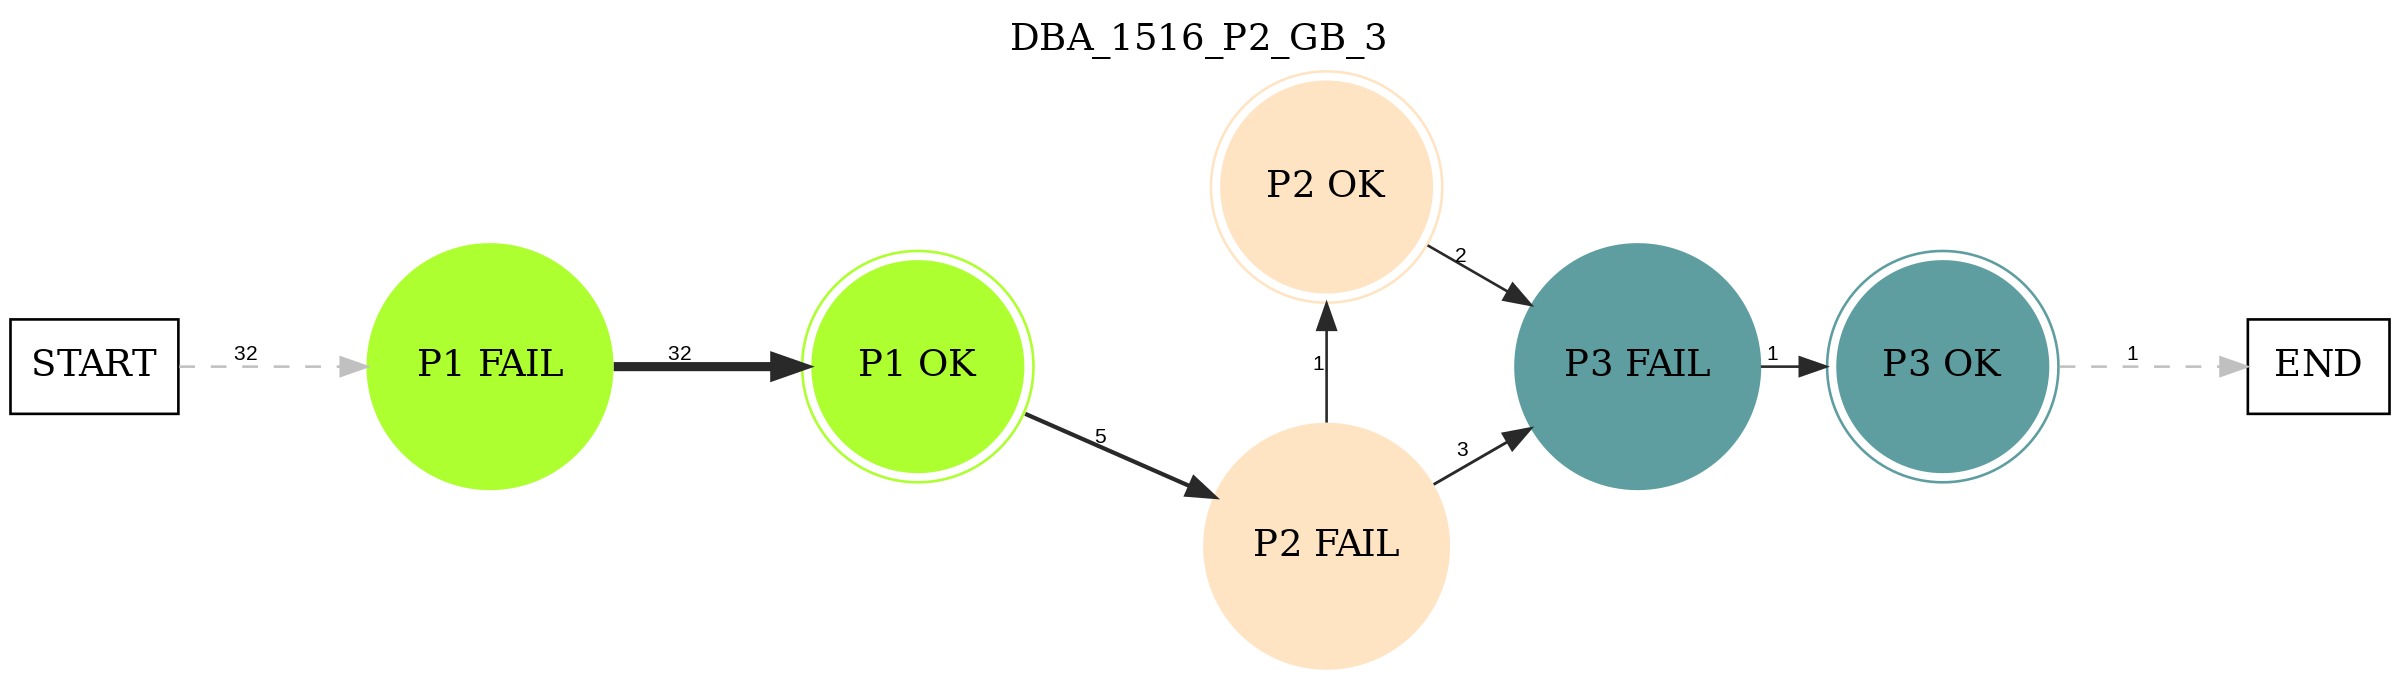 DBA_1516_P2_GB_3
START
32
P1 FAIL
32
P1 OK
5
P2 OK
2
1
P2 FAIL
3
P3 FAIL
1
P3 OK
1
END